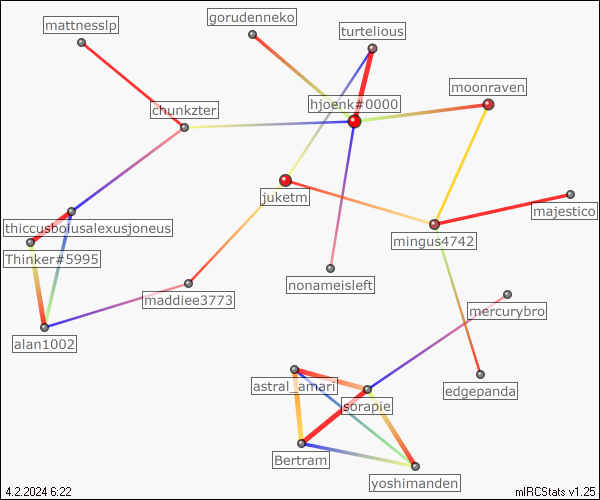 gorudenneko
mattnesslp
turtelious
moonraven
hjoenk#0000
chunkzter
juketm
majestico
thiccusboiusalexusjoneus
mingus4742
Thinker#5995
nonameisleft
maddiee3773
mercurybro
alan1002
astral_amari
edgepanda
sorapie
Bertram
yoshimanden
4.2.2024 6:22
mIRCStats v1.25